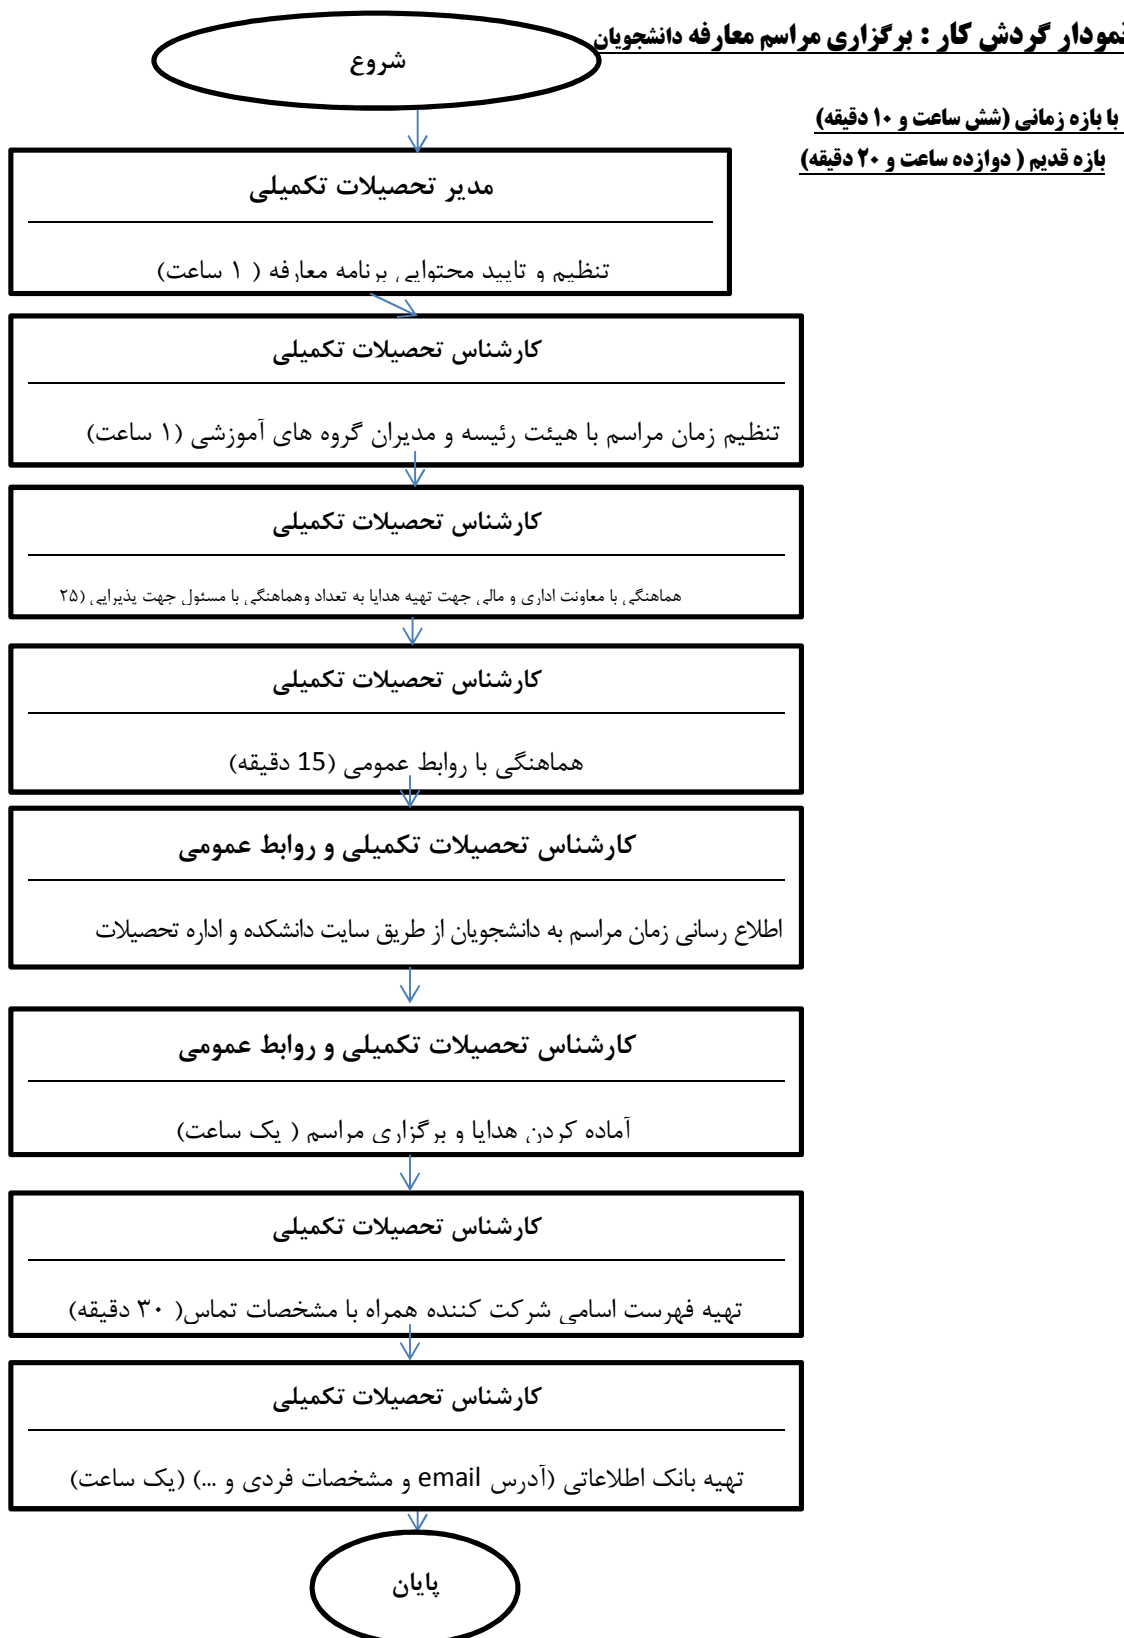 نمودار گردش کار : برگزاری مراسم معارفه دانشجویان
شروع
با بازه زمانی (شش ساعت و ۱۰ دقیقه)
بازه قدیم ( دوازده ساعت و ۲۰ دقیقه)
مدیر تحصیلات تکمیلی
تنظیم و تایید محتوایی برنامه معارفه ( ۱ ساعت)
کارشناس تحصیلات تکمیلی
تنظیم زمان مراسم با هیئت رئیسه و مدیران گروه های آموزشی (۱ ساعت)
کارشناس تحصیلات تکمیلی
هماهنگی با معاونت اداری و مالی جهت تهیه هدایا به تعداد وهماهنگی با مسئول جهت پذیرایی (۲۵
کارشناس تحصیلات تکمیلی
هماهنگی با روابط عمومی (15 دقیقه)
کارشناس تحصیلات تکمیلی و روابط عمومی
اطلاع رسانی زمان مراسم به دانشجویان از طریق سایت دانشکده و اداره تحصیلات
کارشناس تحصیلات تکمیلی و روابط عمومی
آماده کردن هدایا و برگزاری مراسم ( یک ساعت)
کارشناس تحصیلات تکمیلی
تهیه فهرست اسامی شرکت کننده همراه با مشخصات تماس( ۳۰ دقیقه)
کارشناس تحصیلات تکمیلی
تهیه بانک اطلاعاتی (آدرس email و مشخصات فردی و ...) (یک ساعت)
پایان